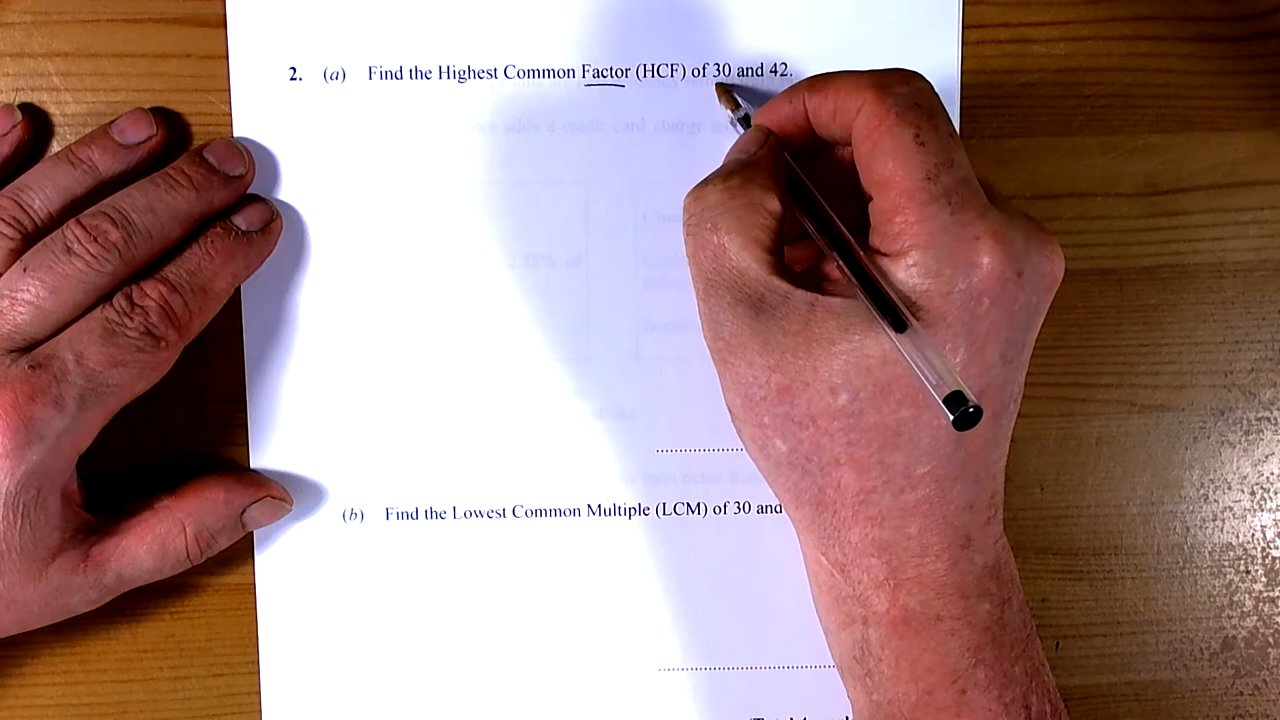 2. (a) Find the Highest Common Factor (HCF) of 30 and 42.
(b) Find the Lowest Common Multiple (LCM) of 30 and